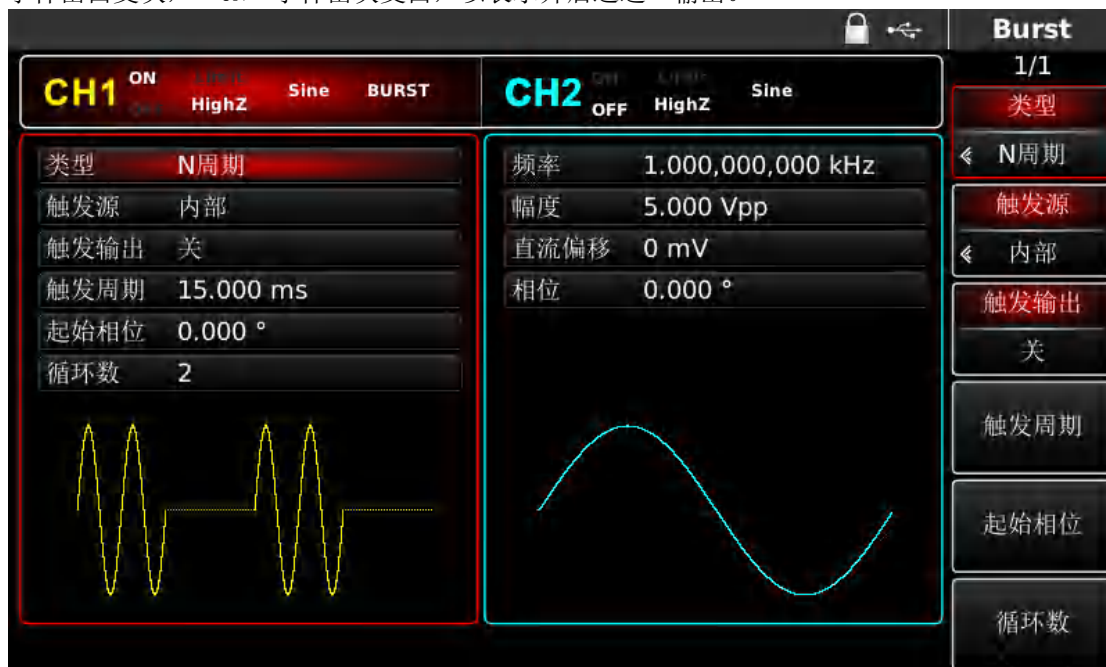 Burst
1/1
CH1 ON HighZ Sine BURST
CH2 OFF HighZ Sine
类型 N周期
触发源 内部
触发输出 关
触发周期 15.000 ms
起始相位 0.000 °
循环数 2
频率 1.000,000,000 kHz
幅度 5.000 Vpp
直流偏移 0 mV
相位 0.000 °
类型
N周期
触发源
内部
触发输出
关
触发周期
起始相位
循环数